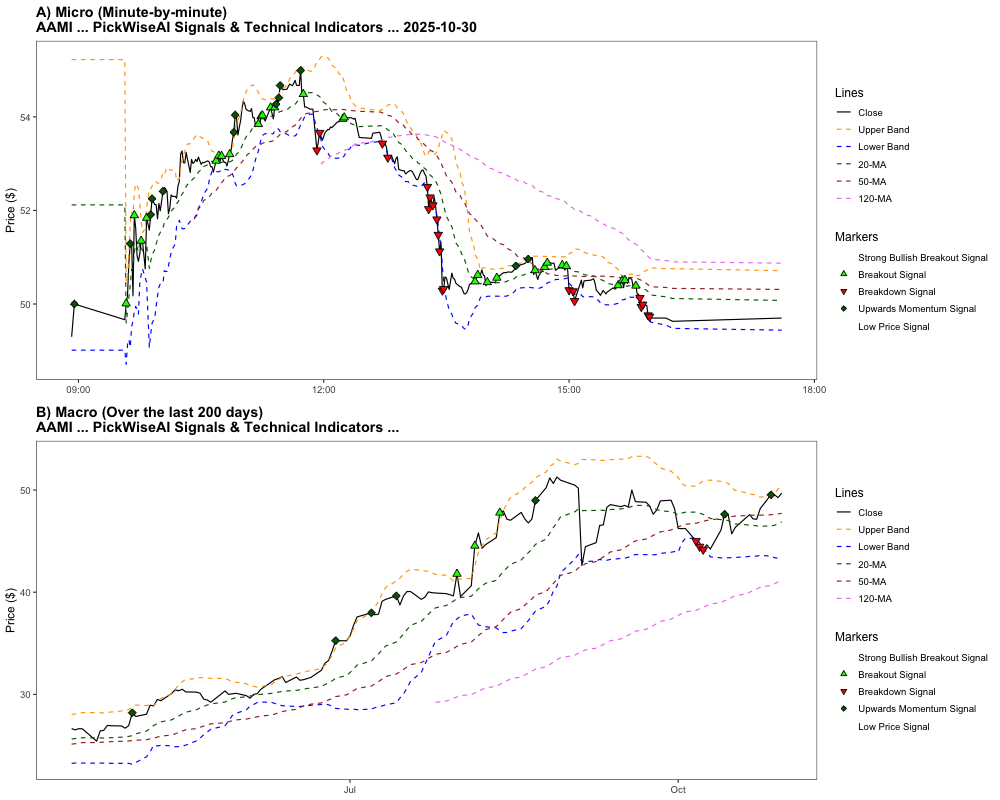 A) Micro (Minute-by-minute)
AAMI ... PickWiseAI Signals & Technical Indicators ... 2025-10-30
Price ($)
54
52
50
09:00
12:00
15:00
18:00
Lines
Close
Upper Band
Lower Band
20-MA
50-MA
120-MA
Markers
Strong Bullish Breakout Signal
Breakout Signal
Breakdown Signal
Upwards Momentum Signal
Low Price Signal
B) Macro (Over the last 200 days)
AAMI ... PickWiseAI Signals & Technical Indicators ...
Price ($)
50
40
30
Jul
Oct
Lines
Close
Upper Band
Lower Band
20-MA
50-MA
120-MA
Markers
Strong Bullish Breakout Signal
Breakout Signal
Breakdown Signal
Upwards Momentum Signal
Low Price Signal